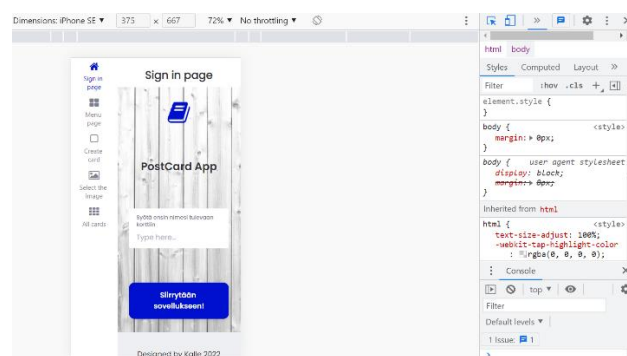 Dimensions: iPhone SE ▼ 375 x 667 72% ▼ No throttling ▼
Sign in page
Sign in
page
Menu
page
Create
card
Select the
Image
All cards
PostCard App
Syötä ensin nimesi tulevaan
korttiin
Type here...
Siirrytään
sovellukseen!
Designed by Kalle 2022
html body
Styles Computed Layout »
Filter :hov .cls +
element.style {
}
body { <style>
margin: ▸ 0px;
}
body { user agent stylesheet
display: block;
margin: ▸ 8px;
}
Inherited from html
html { <style>
text-size-adjust: 100%;
-webkit-tap-highlight-color
: rgba(0, 0, 0, 0);
Console
top ▼
Filter
Default levels ▼
1 Issue: 1